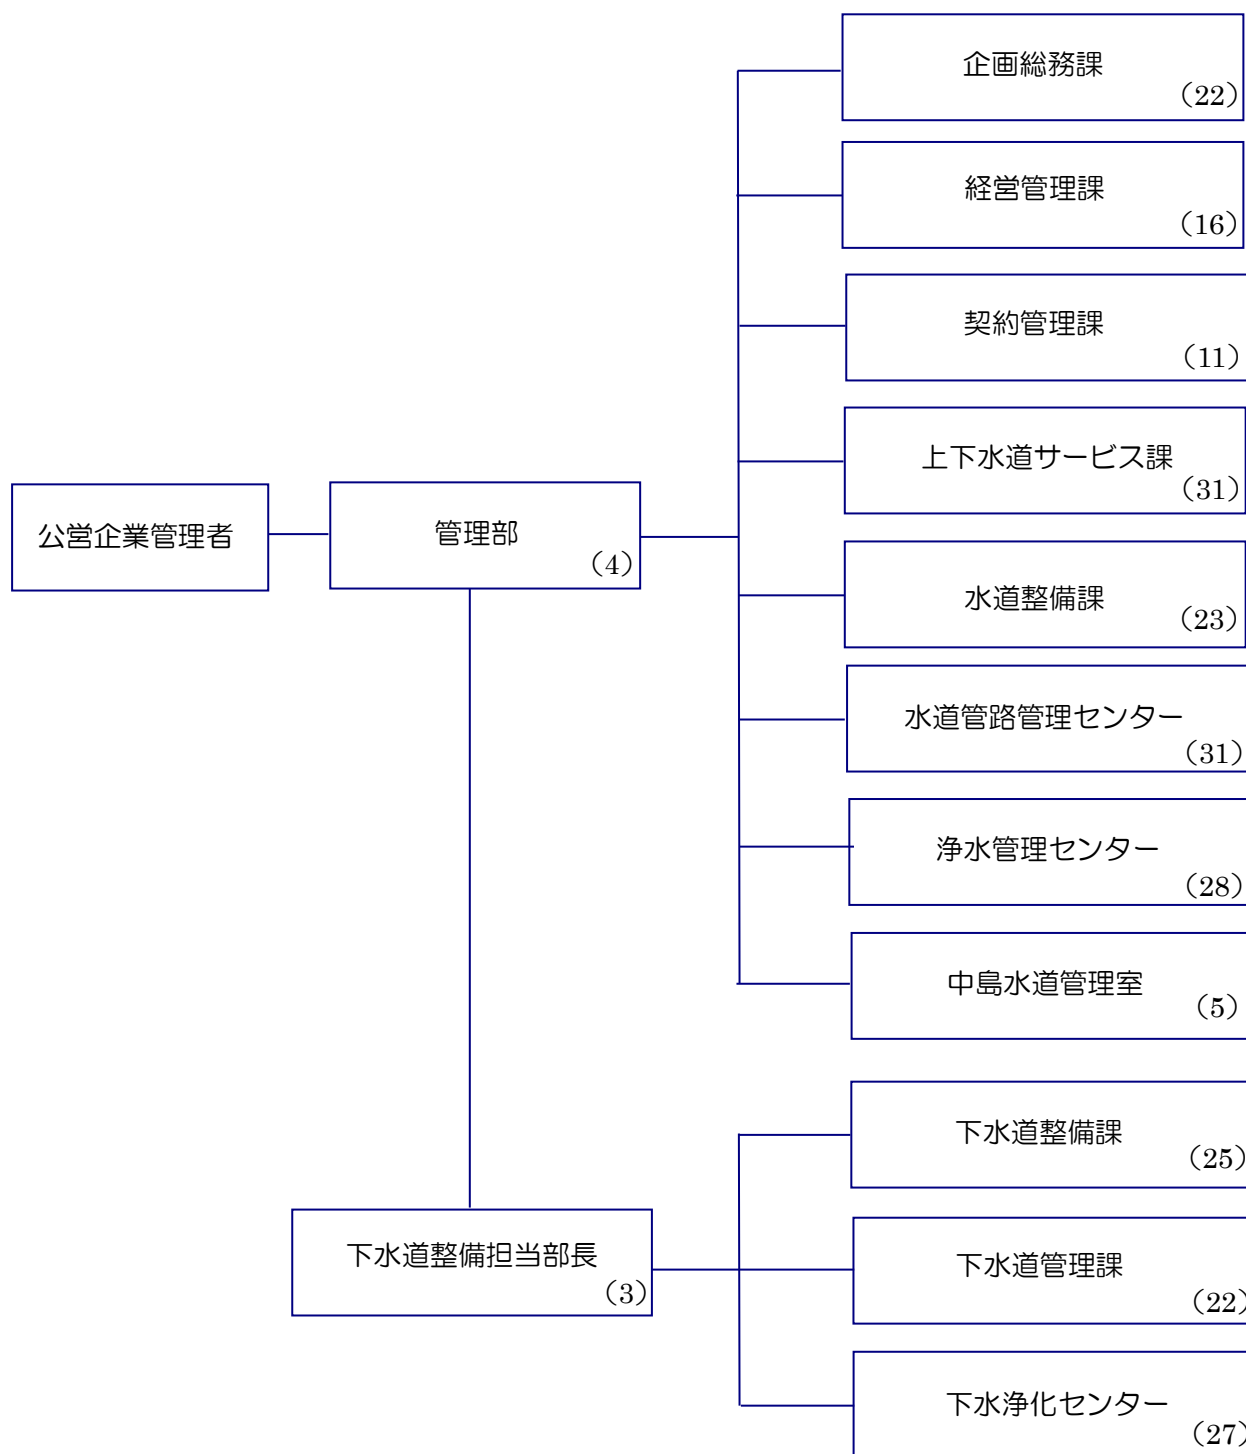 企画総務課
（22）
経営管理課
（16）
契約管理課
（11）
上下水道サービス課
（31）
公営企業管理者
管理部
（4）
水道整備課
（23）
水道管路管理センター
（31）
浄水管理センター
（28）
中島水道管理室
（5）
下水道整備課
（25）
下水道整備担当部長
（3）
下水道管理課
（22）
下水浄化センター
（27）